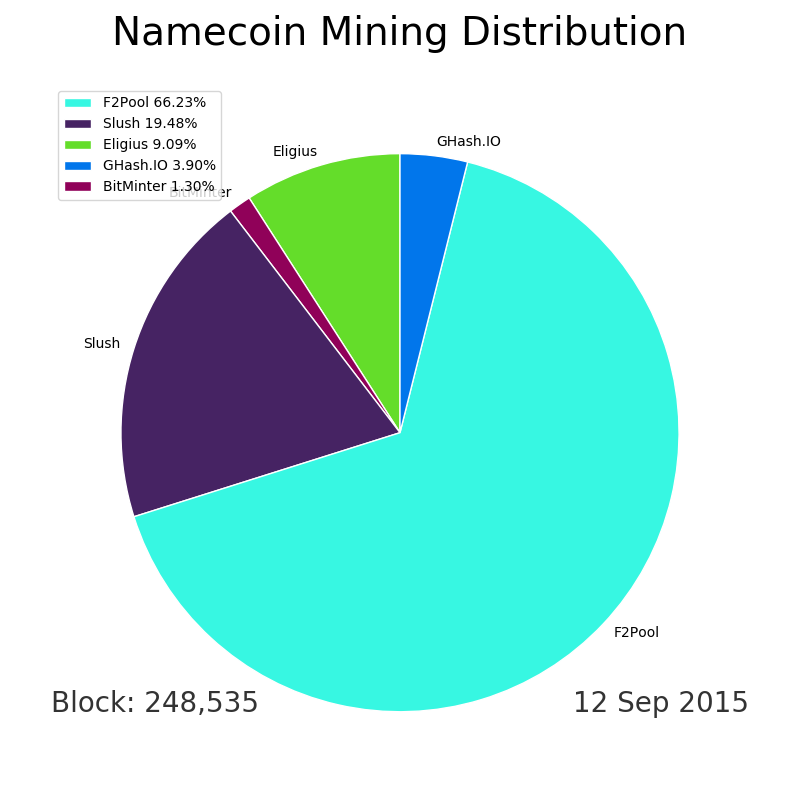 Namecoin Mining Distribution
F2Pool 66.23%
Slush 19.48%
Eligius 9.09%
GHash.IO 3.90%
BitMinter 1.30%
GHash.IO
Eligius
BitMinter
Slush
F2Pool
Block: 248,535
12 Sep 2015